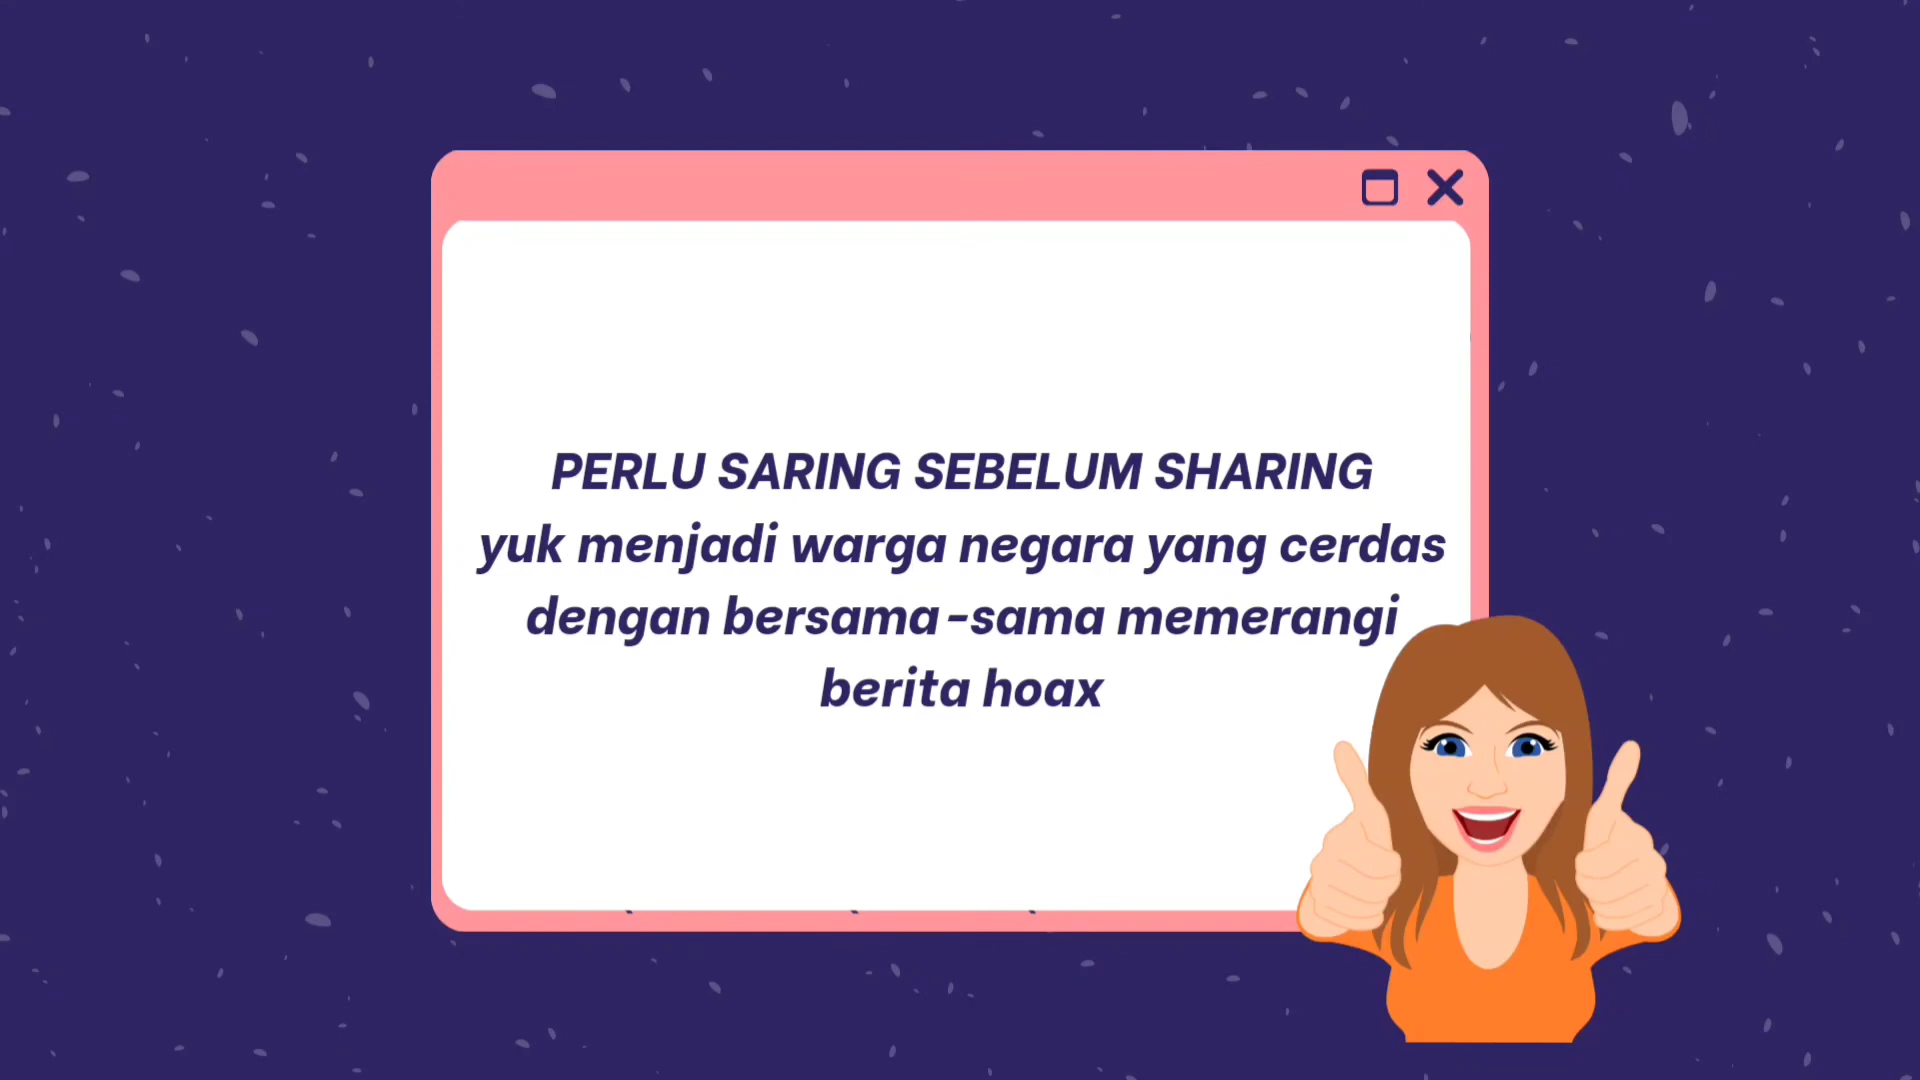 PERLU SARING SEBELUM SHARING
yuk menjadi warga negara yang cerdas
dengan bersama-sama memerangi
berita hoax